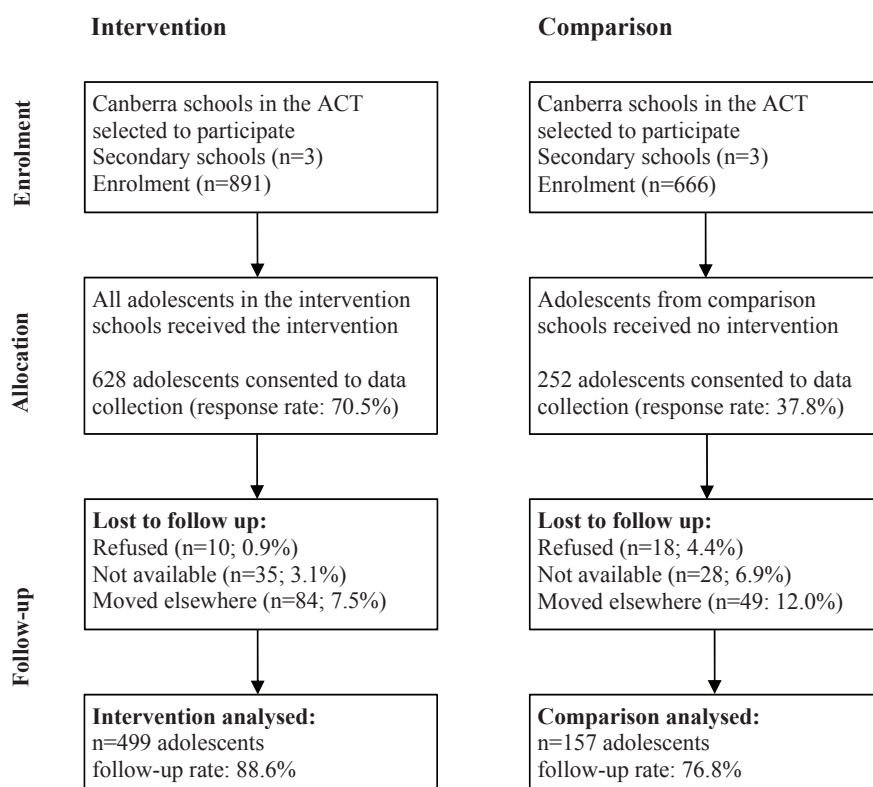 Intervention
Comparison
Enrolment
Canberra schools in the ACT
selected to participate
Secondary schools (n=3)
Enrolment (n=891)
Canberra schools in the ACT
selected to participate
Secondary schools (n=3)
Enrolment (n=666)
Allocation
All adolescents in the intervention
schools received the intervention
628 adolescents consented to data
collection (response rate: 70.5%)
Adolescents from comparison
schools received no intervention
252 adolescents consented to data
collection (response rate: 37.8%)
Follow-up
Lost to follow up:
Refused (n=10; 0.9%)
Not available (n=35; 3.1%)
Moved elsewhere (n=84; 7.5%)
Lost to follow up:
Refused (n=18; 4.4%)
Not available (n=28; 6.9%)
Moved elsewhere (n=49: 12.0%)
Intervention analysed:
n=499 adolescents
follow-up rate: 88.6%
Comparison analysed:
n=157 adolescents
follow-up rate: 76.8%